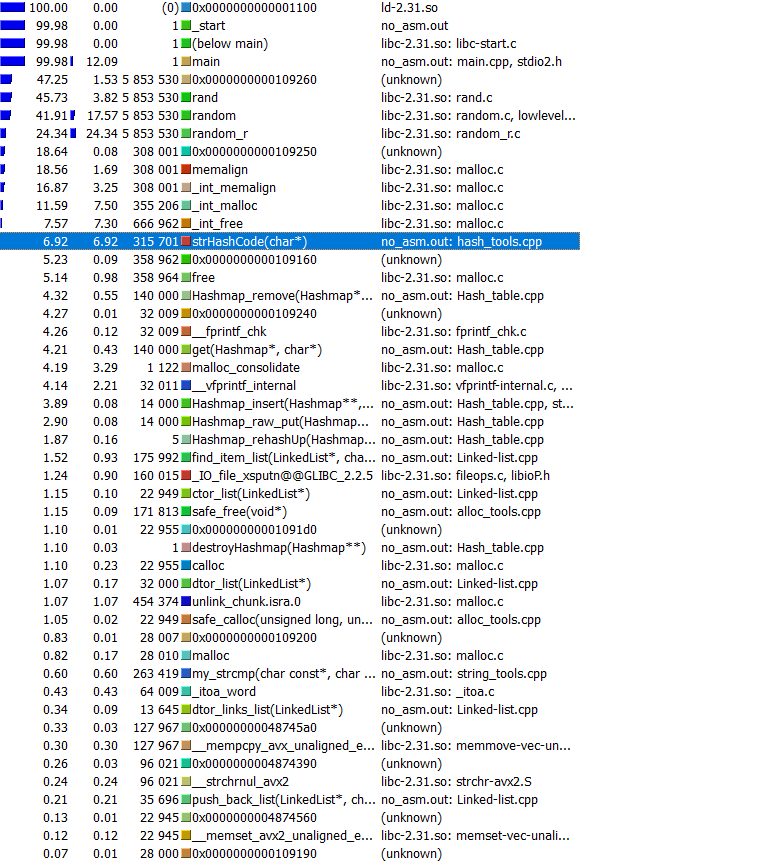 100.00 0.00 (0) 0x0000000000001100 ld-2.31.so
99.98 0.00 1 _start no_asm.out
99.98 0.00 1 (below main) libc-2.31.so: libc-start.c
99.98 12.09 1 main no_asm.out: main.cpp, stdio2.h
47.25 1.53 5 853 530 0x0000000000109260 (unknown)
45.73 3.82 5 853 530 rand libc-2.31.so: rand.c
41.91 17.57 5 853 530 random libc-2.31.so: random.c, lowlevel...
24.34 24.34 5 853 530 random_r libc-2.31.so: random_r.c
18.64 0.08 308 001 0x0000000000109250 (unknown)
18.56 1.69 308 001 memalign libc-2.31.so: malloc.c
16.87 3.25 308 001 _int_memalign libc-2.31.so: malloc.c
11.59 7.50 355 206 _int_malloc libc-2.31.so: malloc.c
7.57 7.30 666 962 _int_free libc-2.31.so: malloc.c
6.92 6.92 315 701 strHashCode(char*) no_asm.out: hash_tools.cpp
5.23 0.09 358 962 0x0000000000109160 (unknown)
5.14 0.98 358 964 free libc-2.31.so: malloc.c
4.32 0.55 140 000 Hashmap_remove(Hashmap*... no_asm.out: Hash_table.cpp
4.27 0.01 32 009 0x0000000000109240 (unknown)
4.26 0.12 32 009 __fprintf_chk libc-2.31.so: fprintf_chk.c
4.21 0.43 140 000 get(Hashmap*, char*) no_asm.out: Hash_table.cpp
4.19 3.29 1 122 malloc_consolidate libc-2.31.so: malloc.c
4.14 2.21 32 011 __vfprintf_internal libc-2.31.so: vfprintf-internal.c, ...
3.89 0.08 14 000 Hashmap_insert(Hashmap**,... no_asm.out: Hash_table.cpp, st...
2.90 0.08 14 000 Hashmap_raw_put(Hashmap... no_asm.out: Hash_table.cpp
1.87 0.16 5 Hashmap_rehashUp(Hashmap... no_asm.out: Hash_table.cpp
1.52 0.93 175 992 find_item_list(LinkedList*, cha... no_asm.out: Linked-list.cpp
1.24 0.90 160 015 _IO_file_xsputn@@GLIBC_2.2.5 libc-2.31.so: fileops.c, libioP.h
1.15 0.10 22 949 ctor_list(LinkedList*) no_asm.out: Linked-list.cpp
1.15 0.09 171 813 safe_free(void*) no_asm.out: alloc_tools.cpp
1.10 0.01 22 955 0x00000000001091d0 (unknown)
1.10 0.03 1 destroyHashmap(Hashmap**) no_asm.out: Hash_table.cpp
1.10 0.23 22 955 calloc libc-2.31.so: malloc.c
1.07 0.17 32 000 dtor_list(LinkedList*) no_asm.out: Linked-list.cpp
1.07 1.07 454 374 unlink_chunk.isra.0 libc-2.31.so: malloc.c
1.05 0.02 22 949 safe_calloc(unsigned long, un... no_asm.out: alloc_tools.cpp
0.83 0.01 28 007 0x0000000000109200 (unknown)
0.82 0.17 28 010 malloc libc-2.31.so: malloc.c
0.60 0.60 263 419 my_strcmp(char const*, char ... no_asm.out: string_tools.cpp
0.43 0.43 64 009 _itoa_word libc-2.31.so: _itoa.c
0.34 0.09 13 645 dtor_links_list(LinkedList*) no_asm.out: Linked-list.cpp
0.33 0.03 127 967 0x00000000048745a0 (unknown)
0.30 0.30 127 967 __mempcpy_avx_unaligned_e... libc-2.31.so: memmove-vec-un...
0.26 0.03 96 021 0x0000000004874390 (unknown)
0.24 0.24 96 021 __strchrnul_avx2 libc-2.31.so: strchr-avx2.S
0.21 0.21 35 696 push_back_list(LinkedList*, ch... no_asm.out: Linked-list.cpp
0.13 0.01 22 945 0x0000000004874560 (unknown)
0.12 0.12 22 945 __memset_avx2_unaligned_e... libc-2.31.so: memset-vec-unali...
0.07 0.01 28 000 0x0000000000109190 (unknown)